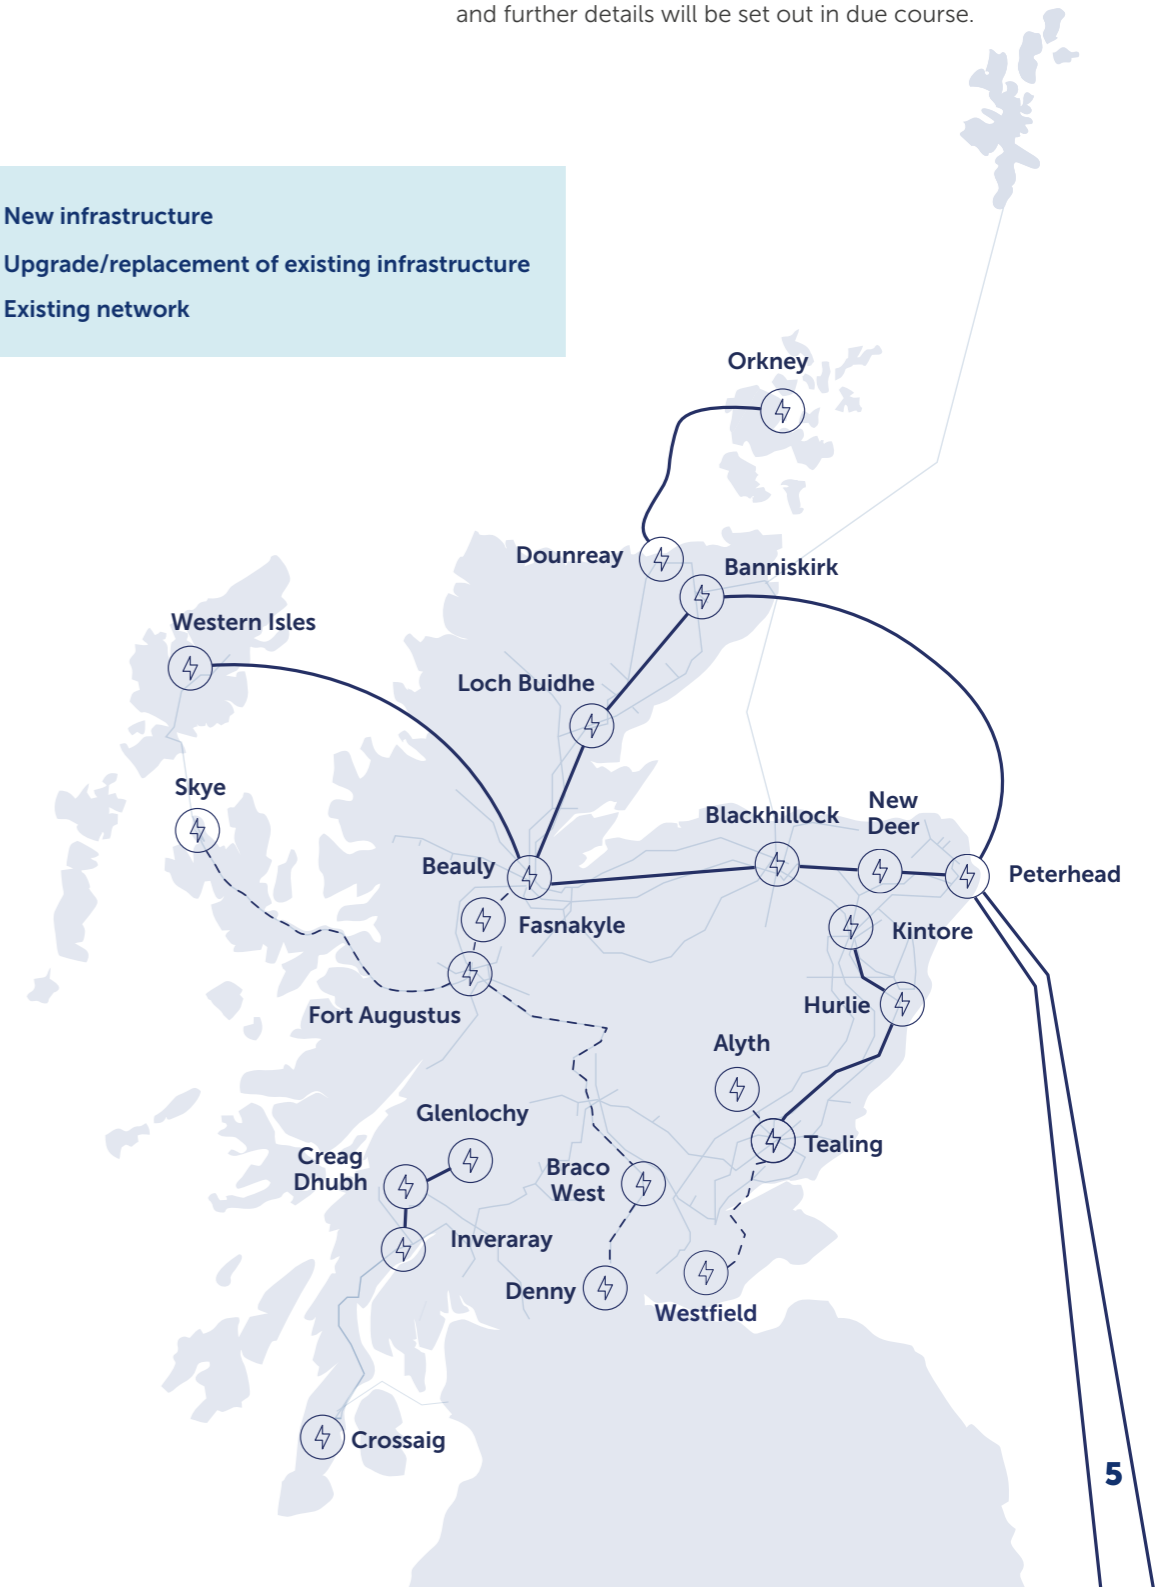 and further details will be set out in due course.
New infrastructure
Upgrade/replacement of existing infrastructure
Existing network
Orkney
Dounreay
Banniskirk
Western Isles
Loch Buidhe
Skye
Blackhillock
New
Deer
Beauly
Peterhead
Fasnakyle
Kintore
Hurlie
Fort Augustus
Alyth
Glenlochy
Tealing
Creag
Dhubh
Braco
West
Inveraray
Denny
Westfield
Crossaig
5